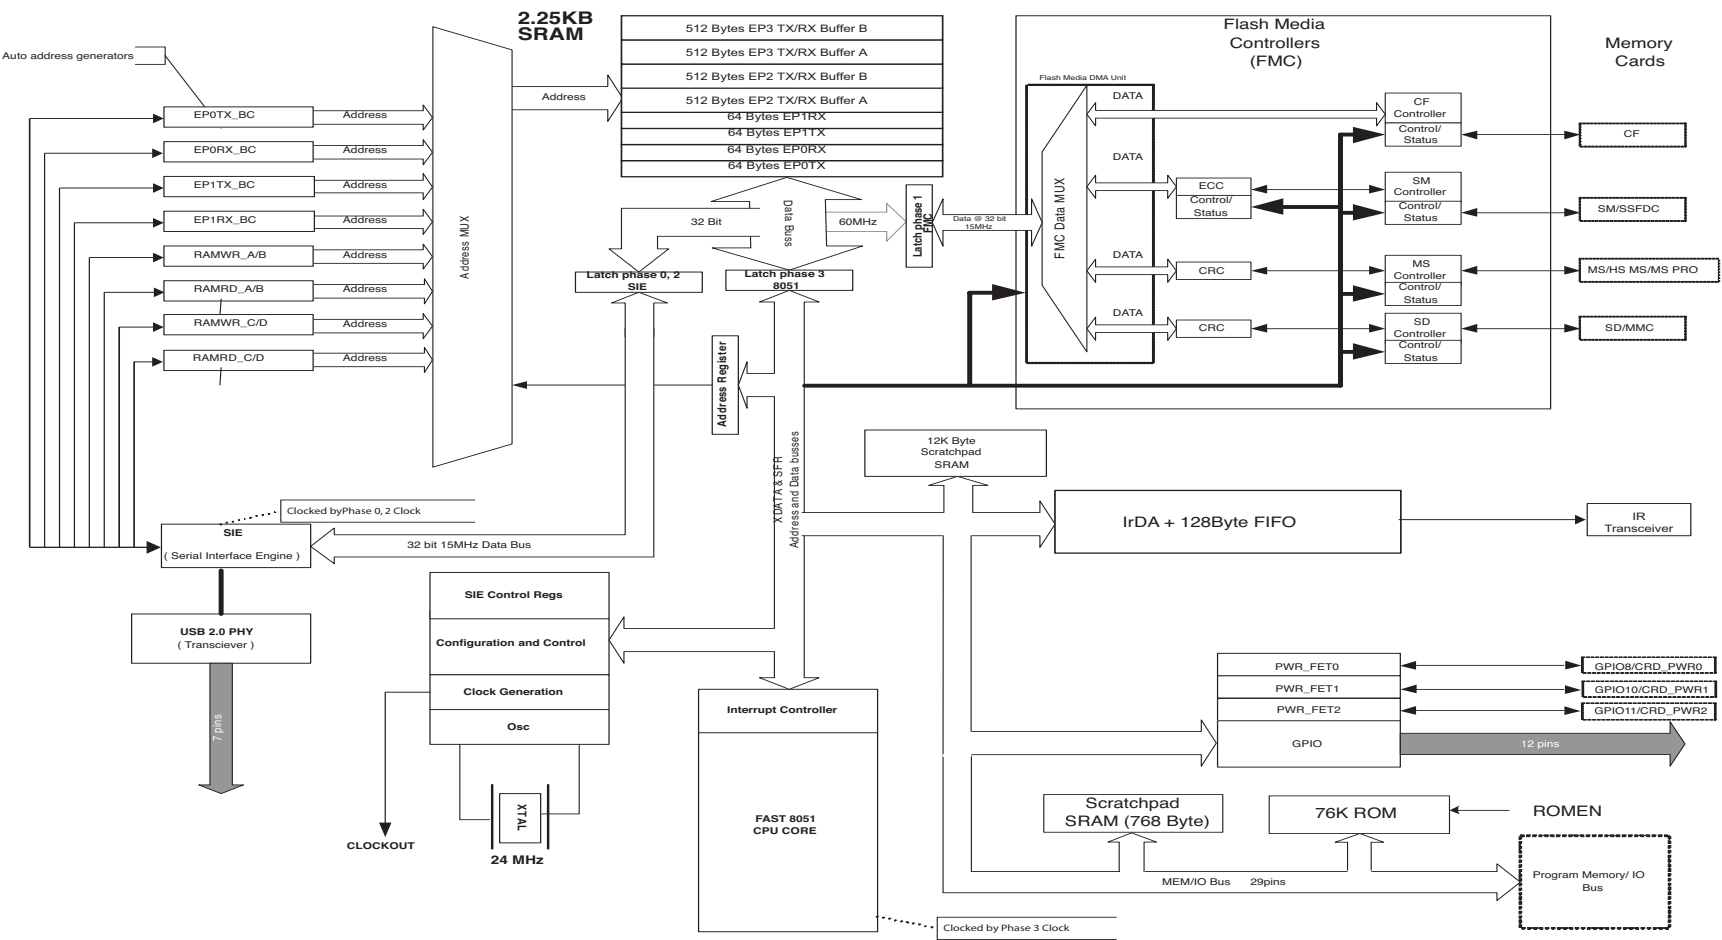 2.25KB
SRAM
512 Bytes EP3 TX/RX Buffer B
512 Bytes EP3 TX/RX Buffer A
512 Bytes EP2 TX/RX Buffer B
512 Bytes EP2 TX/RX Buffer A
64 Bytes EP1RX
64 Bytes EP1TX
64 Bytes EP0RX
64 Bytes EP0TX
Auto address generators
EP0TX_BC
Address
EP0RX_BC
Address
EP1TX_BC
Address
EP1RX_BC
Address
RAMWR_A/B
Address
RAMRD_A/B
Address
RAMWR_C/D
Address
RAMRD_C/D
Address
Address MUX
Address
32 Bit
Data Buss
60MHz
Latch phase 0, 2
SIE
Latch phase 3
8051
Latch phase 1
FMC
Data @ 32 bit
15MHz
Address Register
Flash Media
Controllers
(FMC)
Flash Media DMA Unit
FMC Data MUX
DATA
DATA
DATA
DATA
CF
Controller
Control/
Status
ECC
Control/
Status
SM
Controller
Control/
Status
CRC
MS
Controller
Control/
Status
CRC
SD
Controller
Control/
Status
Memory
Cards
CF
SM/SSFDC
MS/HS MS/MS PRO
SD/MMC
XDATA & SFR
Address and Data busses
12K Byte
Scratchpad
SRAM
IrDA + 128Byte FIFO
IR
Transceiver
Clocked byPhase 0, 2 Clock
SIE
( Serial Interface Engine )
32 bit 15MHz Data Bus
USB 2.0 PHY
( Transciever )
7 pins
SIE Control Regs
Configuration and Control
Clock Generation
Osc
XTAL
24 MHz
CLOCKOUT
Interrupt Controller
FAST 8051
CPU CORE
Clocked by Phase 3 Clock
PWR_FET0
PWR_FET1
PWR_FET2
GPIO
GPIO8/CRD_PWR0
GPIO10/CRD_PWR1
GPIO11/CRD_PWR2
12 pins
Scratchpad
SRAM (768 Byte)
76K ROM
ROMEN
MEM/IO Bus 29pins
Program Memory/ IO
Bus